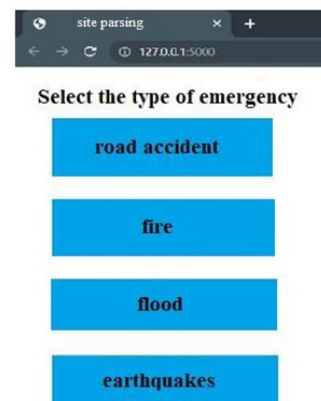 site parsing
127.0.0.1:5000
Select the type of emergency
road accident
fire
flood
earthquakes